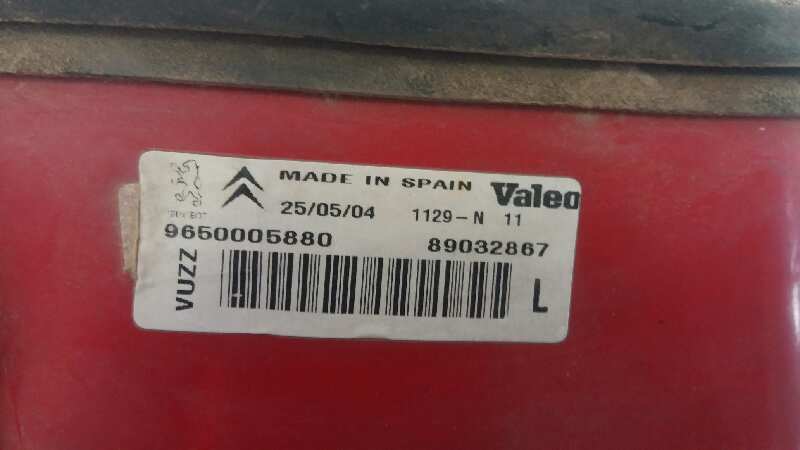 MADE IN SPAIN Valeo
25/05/04 1129-N 11
9650005880 89032867
VUZZ
L